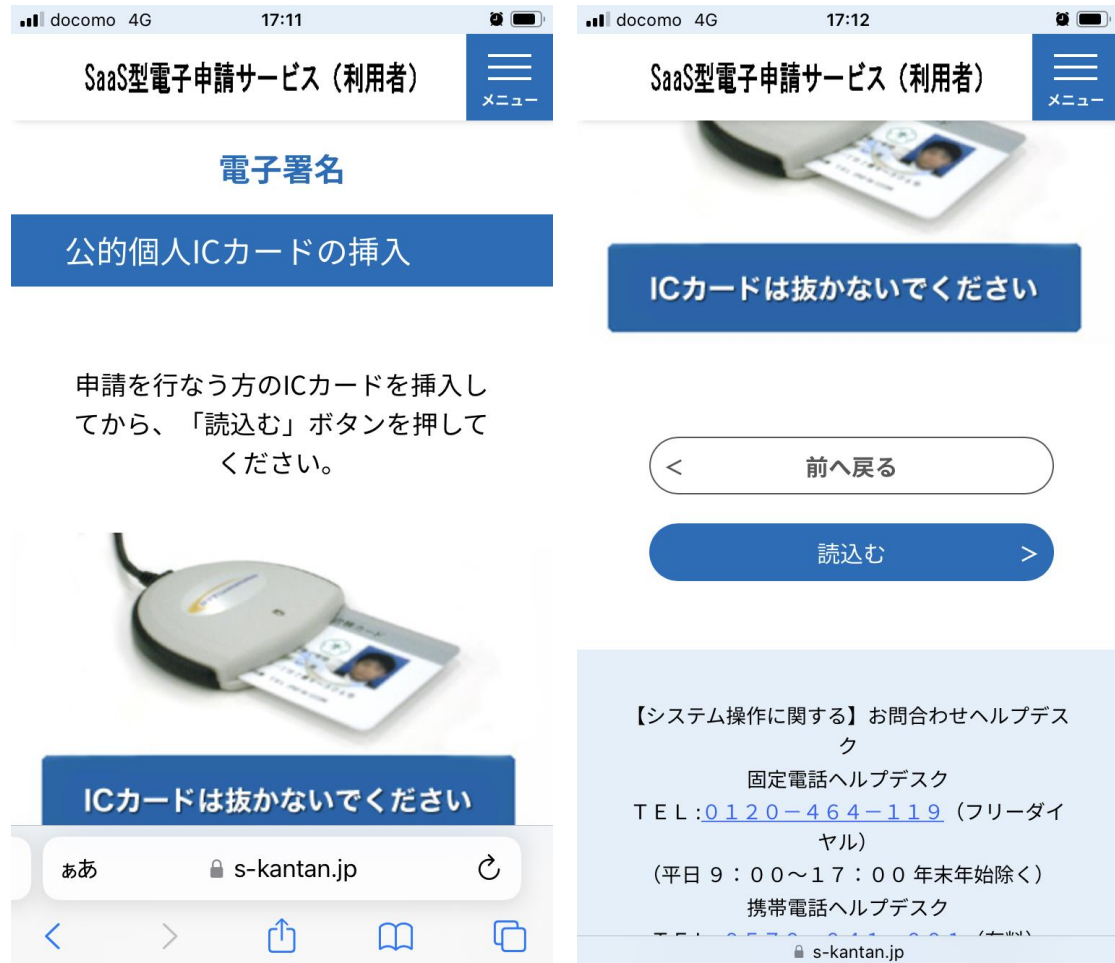 docomo 4G
17:11
SaaS型電子申請サービス（利用者）
メニュー
電子署名
公的個人ICカードの挿入
申請を行なう方のICカードを挿入し
てから、「読込む」ボタンを押して
ください。
ICカードは抜かないでください
ぁあ
s-kantan.jp
docomo 4G
17:12
SaaS型電子申請サービス（利用者）
メニュー
ICカードは抜かないでください
< 前へ戻る
読込む >
【システム操作に関する】お問合わせヘルプデス
ク
固定電話ヘルプデスク
ＴＥＬ:０１２０－４６４－１１９（フリーダイ
ヤル）
（平日９：００～１７：００ 年末年始除く）
携帯電話ヘルプデスク
s-kantan.jp